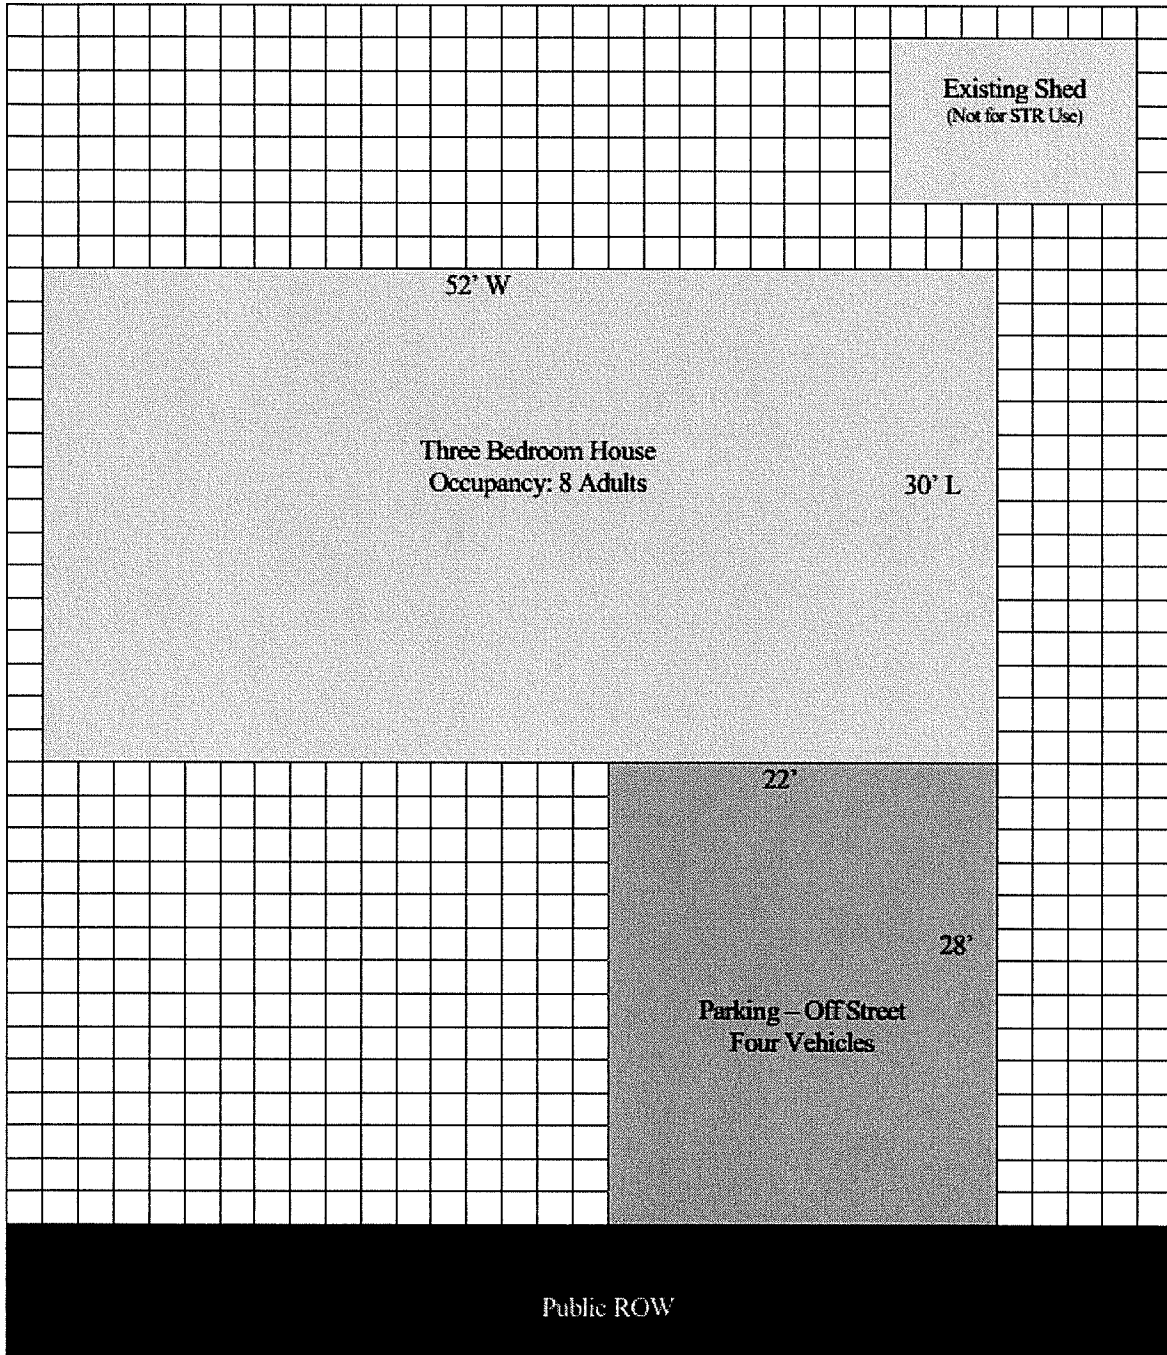 Existing Shed
(Not for STR Use)
52’ W
Three Bedroom House
Occupancy: 8 Adults
30’ L
22’
28’
Parking – Off Street
Four Vehicles
Public ROW